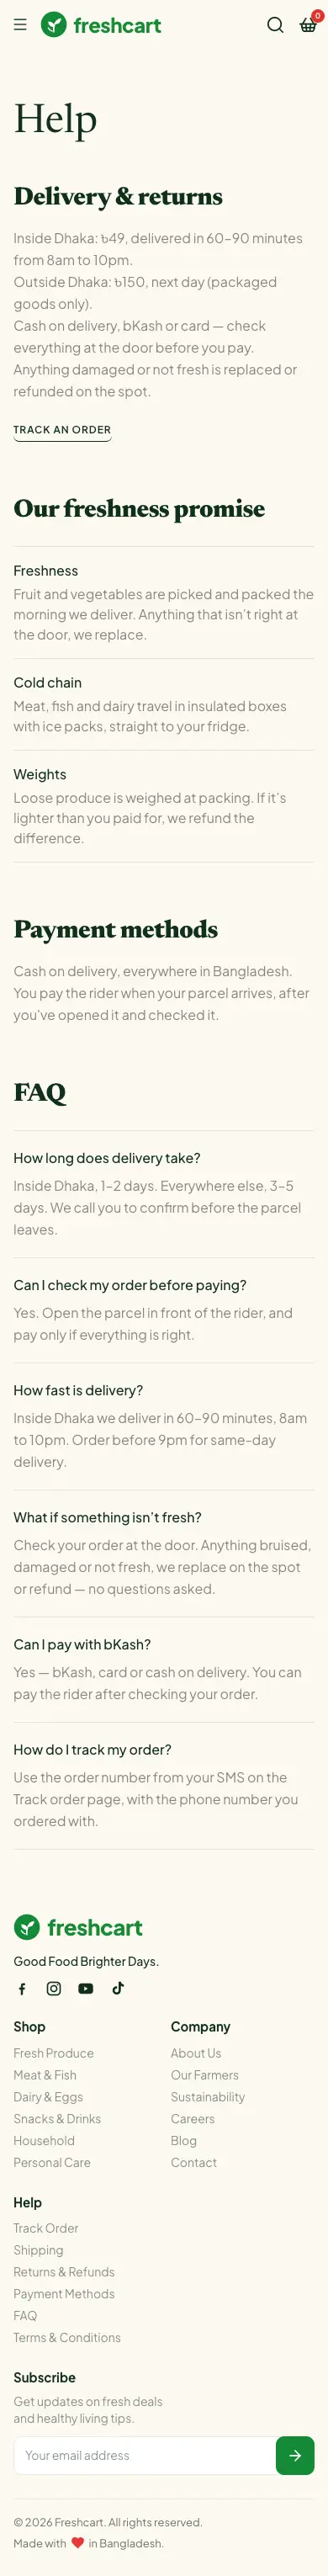 freshcart
0
Help
Delivery & returns
Inside Dhaka: ৳49, delivered in 60–90 minutes
from 8am to 10pm.
Outside Dhaka: ৳150, next day (packaged
goods only).
Cash on delivery, bKash or card — check
everything at the door before you pay.
Anything damaged or not fresh is replaced or
refunded on the spot.
TRACK AN ORDER
Our freshness promise
Freshness
Fruit and vegetables are picked and packed the
morning we deliver. Anything that isn’t right at
the door, we replace.
Cold chain
Meat, fish and dairy travel in insulated boxes
with ice packs, straight to your fridge.
Weights
Loose produce is weighed at packing. If it’s
lighter than you paid for, we refund the
difference.
Payment methods
Cash on delivery, everywhere in Bangladesh.
You pay the rider when your parcel arrives, after
you've opened it and checked it.
FAQ
How long does delivery take?
Inside Dhaka, 1–2 days. Everywhere else, 3–5
days. We call you to confirm before the parcel
leaves.
Can I check my order before paying?
Yes. Open the parcel in front of the rider, and
pay only if everything is right.
How fast is delivery?
Inside Dhaka we deliver in 60–90 minutes, 8am
to 10pm. Order before 9pm for same-day
delivery.
What if something isn’t fresh?
Check your order at the door. Anything bruised,
damaged or not fresh, we replace on the spot
or refund — no questions asked.
Can I pay with bKash?
Yes — bKash, card or cash on delivery. You can
pay the rider after checking your order.
How do I track my order?
Use the order number from your SMS on the
Track order page, with the phone number you
ordered with.
freshcart
Good Food Brighter Days.
Shop
Fresh Produce
Meat & Fish
Dairy & Eggs
Snacks & Drinks
Household
Personal Care
Company
About Us
Our Farmers
Sustainability
Careers
Blog
Contact
Help
Track Order
Shipping
Returns & Refunds
Payment Methods
FAQ
Terms & Conditions
Subscribe
Get updates on fresh deals
and healthy living tips.
Your email address
© 2026 Freshcart. All rights reserved.
Made with ❤️ in Bangladesh.